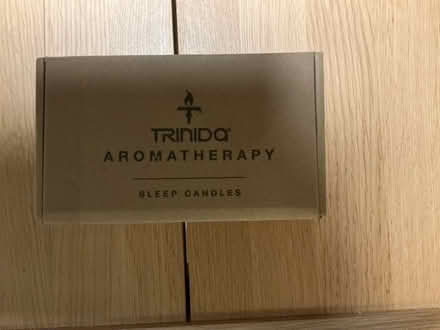 TRINIDa
AROMATHERAPY
SLEEP CANDLES